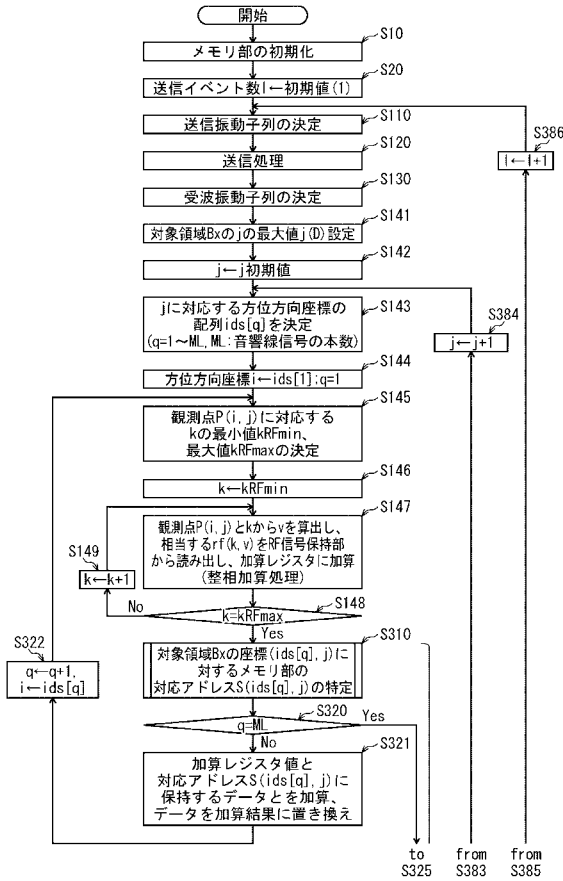 開始
S10
メモリ部の初期化
S20
送信イベント数l←初期値(1)
S110
送信振動子列の決定
S386
l←l+1
S120
送信処理
S130
受波振動子列の決定
S141
対象領域Bxのjの最大値j(D)設定
S142
j←j初期値
S143
jに対応する方位方向座標の
配列ids[q]を決定
(q=1〜ML,ML:音響線信号の本数)
S384
j←j+1
S144
方位方向座標i←ids[1];q=1
S145
観測点P(i,j)に対応する
kの最小値kRFmin、
最大値kRFmaxの決定
S146
k←kRFmin
S147
観測点P(i,j)とkからvを算出し、
相当するrf(k,v)をRF信号保持部
から読み出し、加算レジスタに加算
(整相加算処理)
S149
k←k+1
No
S148
k=kRFmax
Yes
S310
対象領域Bxの座標(ids[q],j)に
対するメモリ部の
対応アドレスS(ids[q],j)の特定
S322
q←q+1,
i←ids[q]
S320
q=ML
Yes
No
S321
加算レジスタ値と
対応アドレスS(ids[q],j)に
保持するデータとを加算、
データを加算結果に置き換え
to
S325
from
S383
from
S385